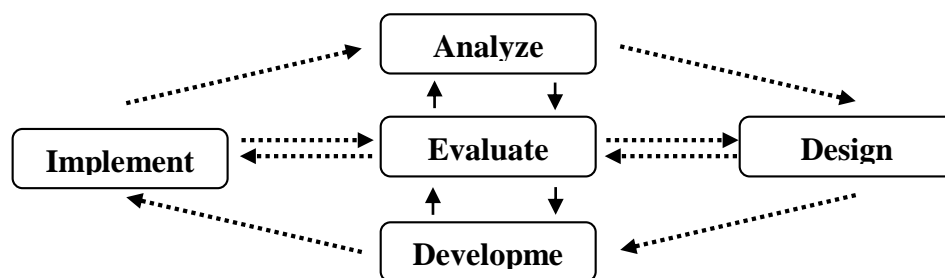 Analyze
Implement
Evaluate
Design
Developme